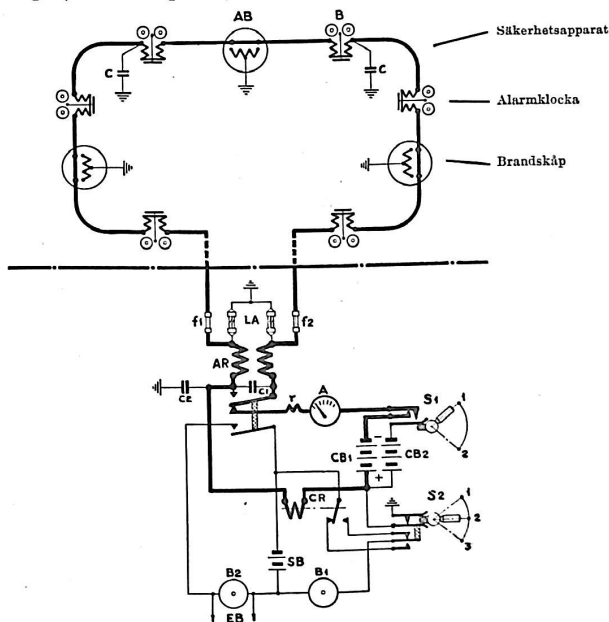 AB
B
Säkerhetsapparat
C
C
Alarmklocka
Brandskåp
f1
LA
f2
AR
C2
C1
r
A
S1
1
2
CB1
-
CB2
+
CR
S2
1
2
3
SB
B2
B1
EB